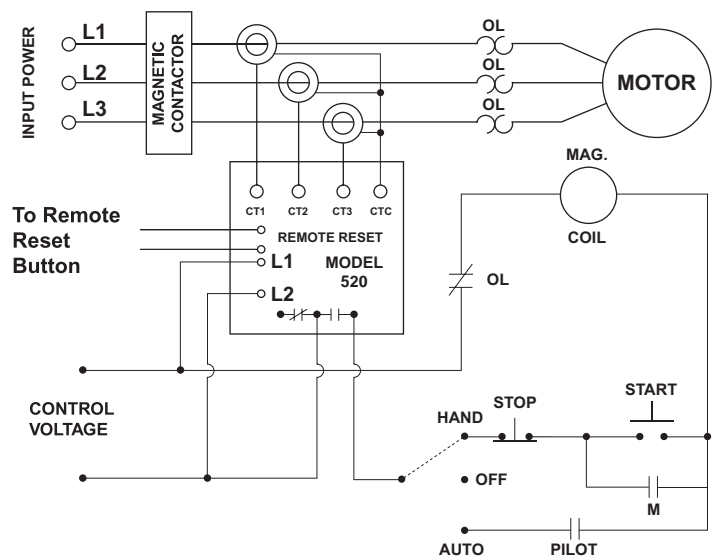 INPUT POWER
L1
L2
L3
MAGNETIC
CONTACTOR
OL
OL
OL
MOTOR
CT1
CT2
CT3
CTC
REMOTE RESET
To Remote
Reset
Button
L1
L2
MODEL
520
MAG.
COIL
OL
CONTROL
VOLTAGE
HAND
STOP
START
OFF
M
AUTO
PILOT